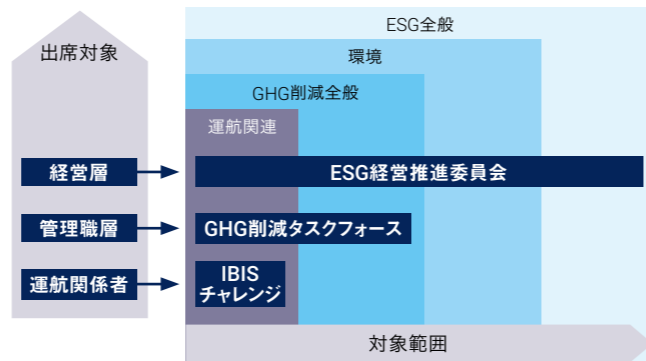 出席対象
ESG全般
環境
GHG削減全般
運航関連
経営層
ESG経営推進委員会
管理職層
GHG削減タスクフォース
運航関係者
IBIS
チャレンジ
対象範囲